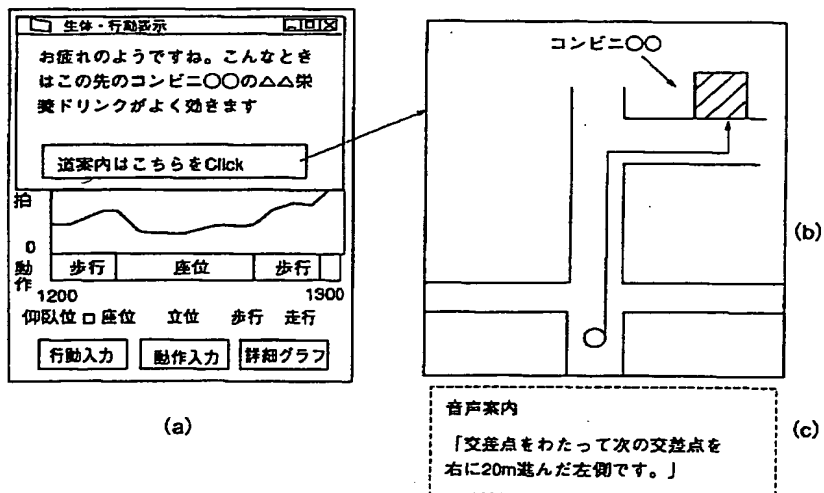 生体・行動表示
お疲れのようですね。こんなとき
はこの先のコンビニ○○の△△栄
養ドリンクがよく効きます
道案内はこちらをClick
拍
0
動作
歩行 座位 歩行
1200 1300
仰臥位 座位 立位 歩行 走行
行動入力 動作入力 詳細グラフ
(a)
コンビニ○○
(b)
音声案内
「交差点をわたって次の交差点を
右に20m進んだ左側です。」
(c)